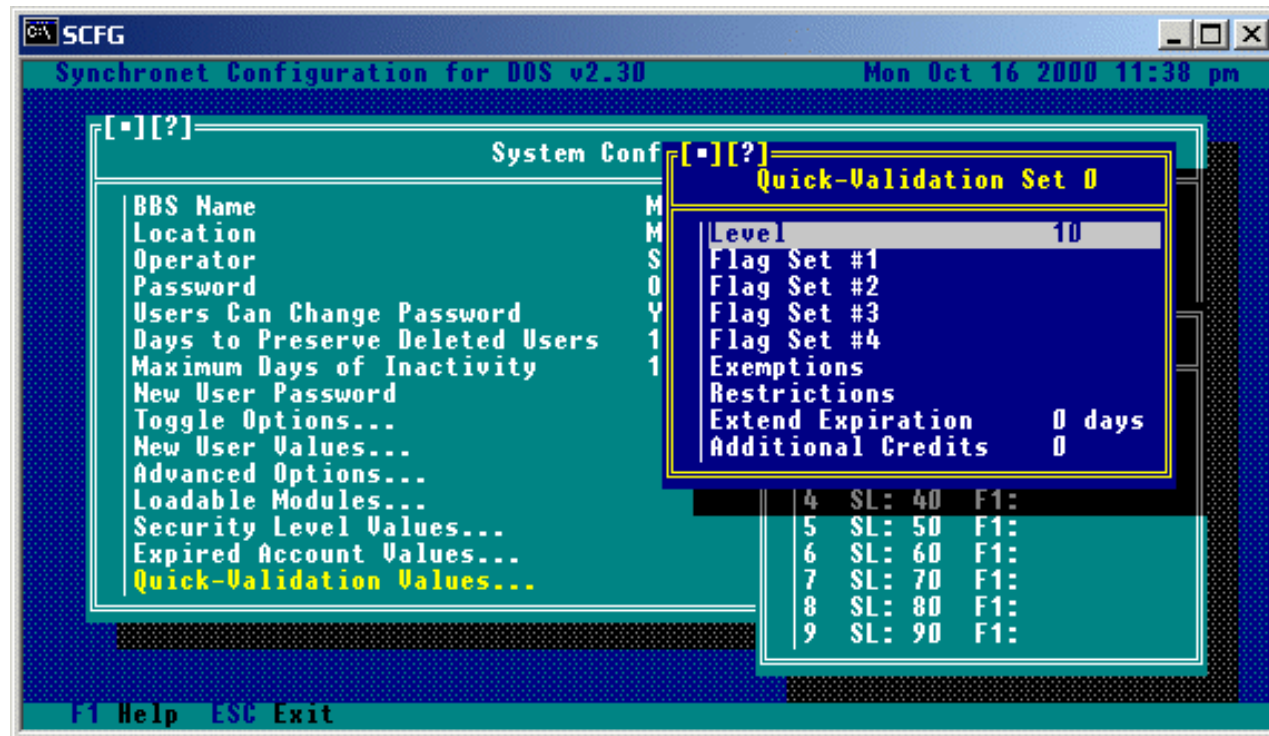 SCFG
Synchronet Configuration for DOS v2.30 Mon Oct 16 2000 11:38 pm
[▪][?]
System Conf
BBS Name M
Location M
Operator S
Password 0
Users Can Change Password Y
Days to Preserve Deleted Users 1
Maximum Days of Inactivity 1
New User Password
Toggle Options...
New User Values...
Advanced Options...
Loadable Modules...
Security Level Values...
Expired Account Values...
Quick-Validation Values...
[▪][?]
Quick-Validation Set 0
Level 10
Flag Set #1
Flag Set #2
Flag Set #3
Flag Set #4
Exemptions
Restrictions
Extend Expiration 0 days
Additional Credits 0
4 SL: 40 F1:
5 SL: 50 F1:
6 SL: 60 F1:
7 SL: 70 F1:
8 SL: 80 F1:
9 SL: 90 F1:
F1 Help ESC Exit